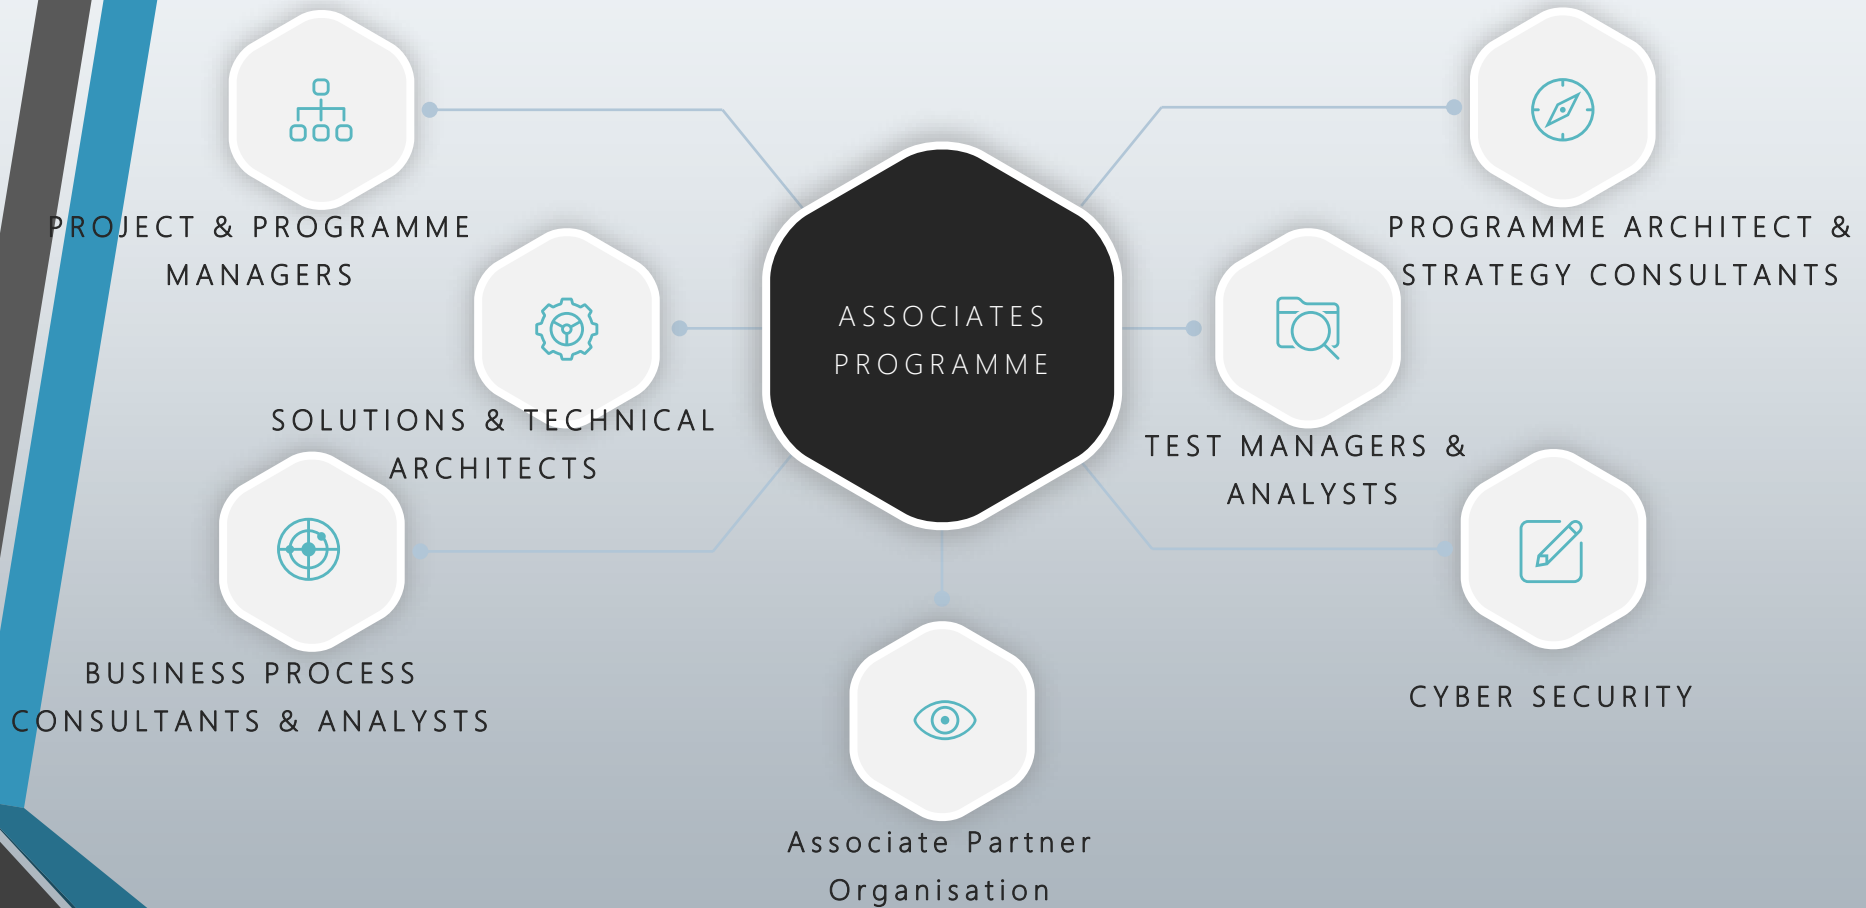 PROJECT & PROGRAMME
MANAGERS
PROGRAMME ARCHITECT &
STRATEGY CONSULTANTS
ASSOCIATES
PROGRAMME
SOLUTIONS & TECHNICAL
ARCHITECTS
TEST MANAGERS &
ANALYSTS
BUSINESS PROCESS
CONSULTANTS & ANALYSTS
CYBER SECURITY
Associate Partner
Organisation